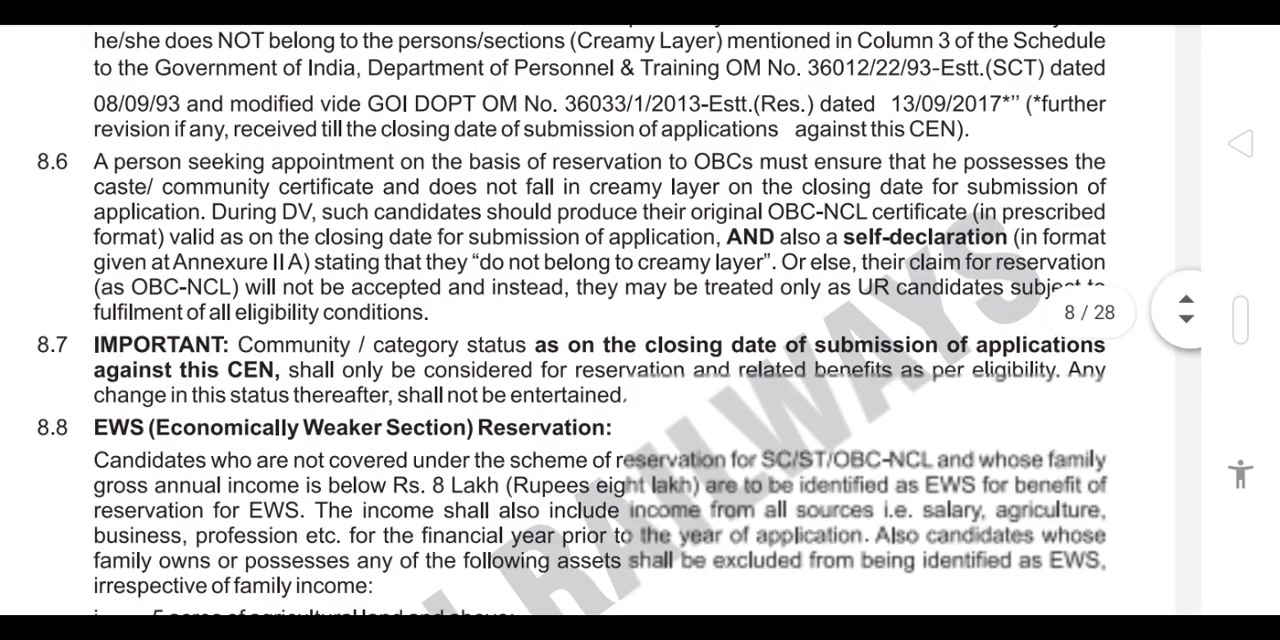 he/she does NOT belong to the persons/sections (Creamy Layer) mentioned in Column 3 of the Schedule
to the Government of India, Department of Personnel & Training OM No. 36012/22/93-Estt.(SCT) dated
08/09/93 and modified vide GOI DOPT OM No. 36033/1/2013-Estt.(Res.) dated 13/09/2017*” (*further
revision if any, received till the closing date of submission of applications against this CEN).
8.6 A person seeking appointment on the basis of reservation to OBCs must ensure that he possesses the
caste/ community certificate and does not fall in creamy layer on the closing date for submission of
application. During DV, such candidates should produce their original OBC-NCL certificate (in prescribed
format) valid as on the closing date for submission of application, AND also a self-declaration (in format
given at Annexure II A) stating that they “do not belong to creamy layer”. Or else, their claim for reservation
(as OBC-NCL) will not be accepted and instead, they may be treated only as UR candidates subject to
fulfilment of all eligibility conditions.
8 / 28
8.7 IMPORTANT: Community / category status as on the closing date of submission of applications
against this CEN, shall only be considered for reservation and related benefits as per eligibility. Any
change in this status thereafter, shall not be entertained.
8.8 EWS (Economically Weaker Section) Reservation:
Candidates who are not covered under the scheme of reservation for SC/ST/OBC-NCL and whose family
gross annual income is below Rs. 8 Lakh (Rupees eight lakh) are to be identified as EWS for benefit of
reservation for EWS. The income shall also include income from all sources i.e. salary, agriculture,
business, profession etc. for the financial year prior to the year of application. Also candidates whose
family owns or possesses any of the following assets shall be excluded from being identified as EWS,
irrespective of family income:
RAILWAYS